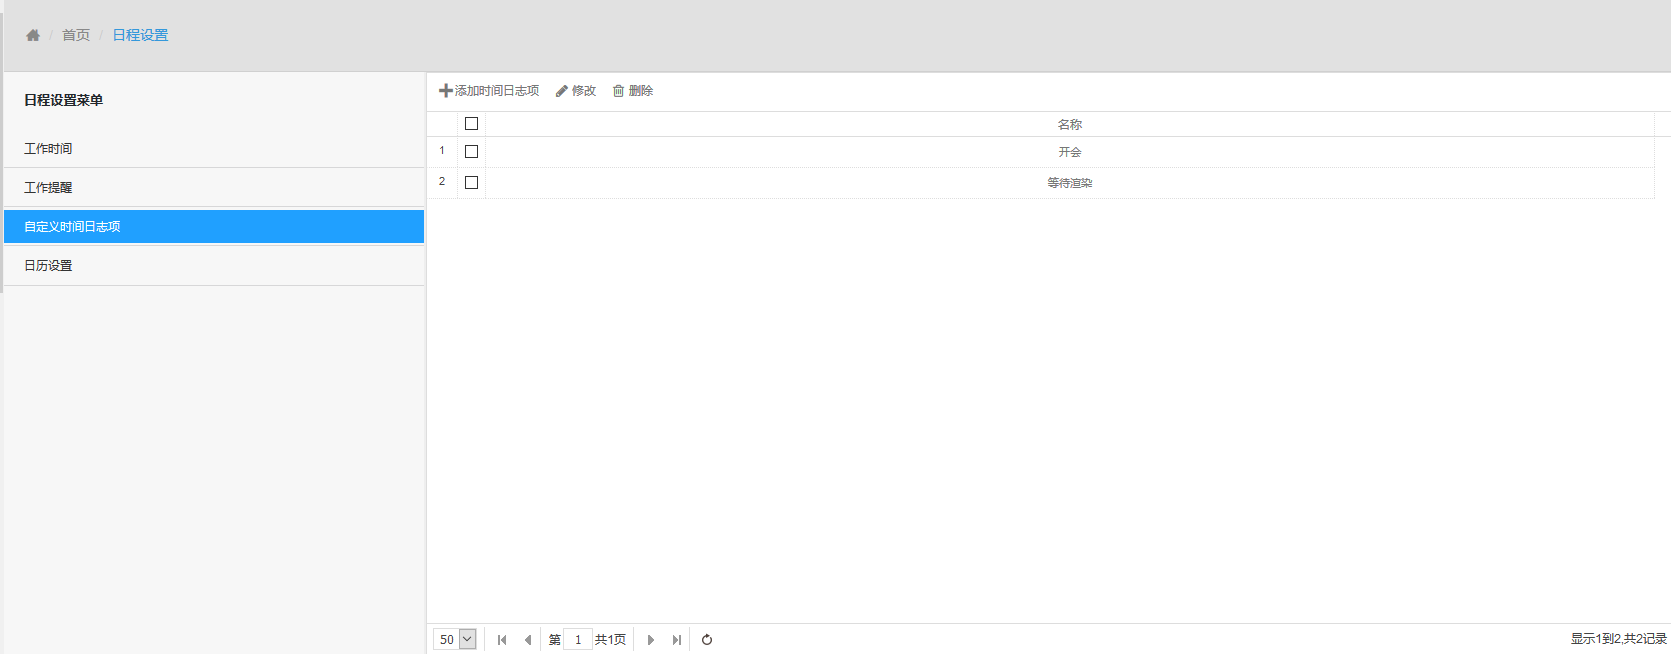 / 首页 / 日程设置
日程设置菜单
工作时间
工作提醒
自定义时间日志项
日历设置
添加时间日志项 修改 删除
名称
1 开会
2 等待渲染
50 第 1 共1页 显示1到2,共2记录